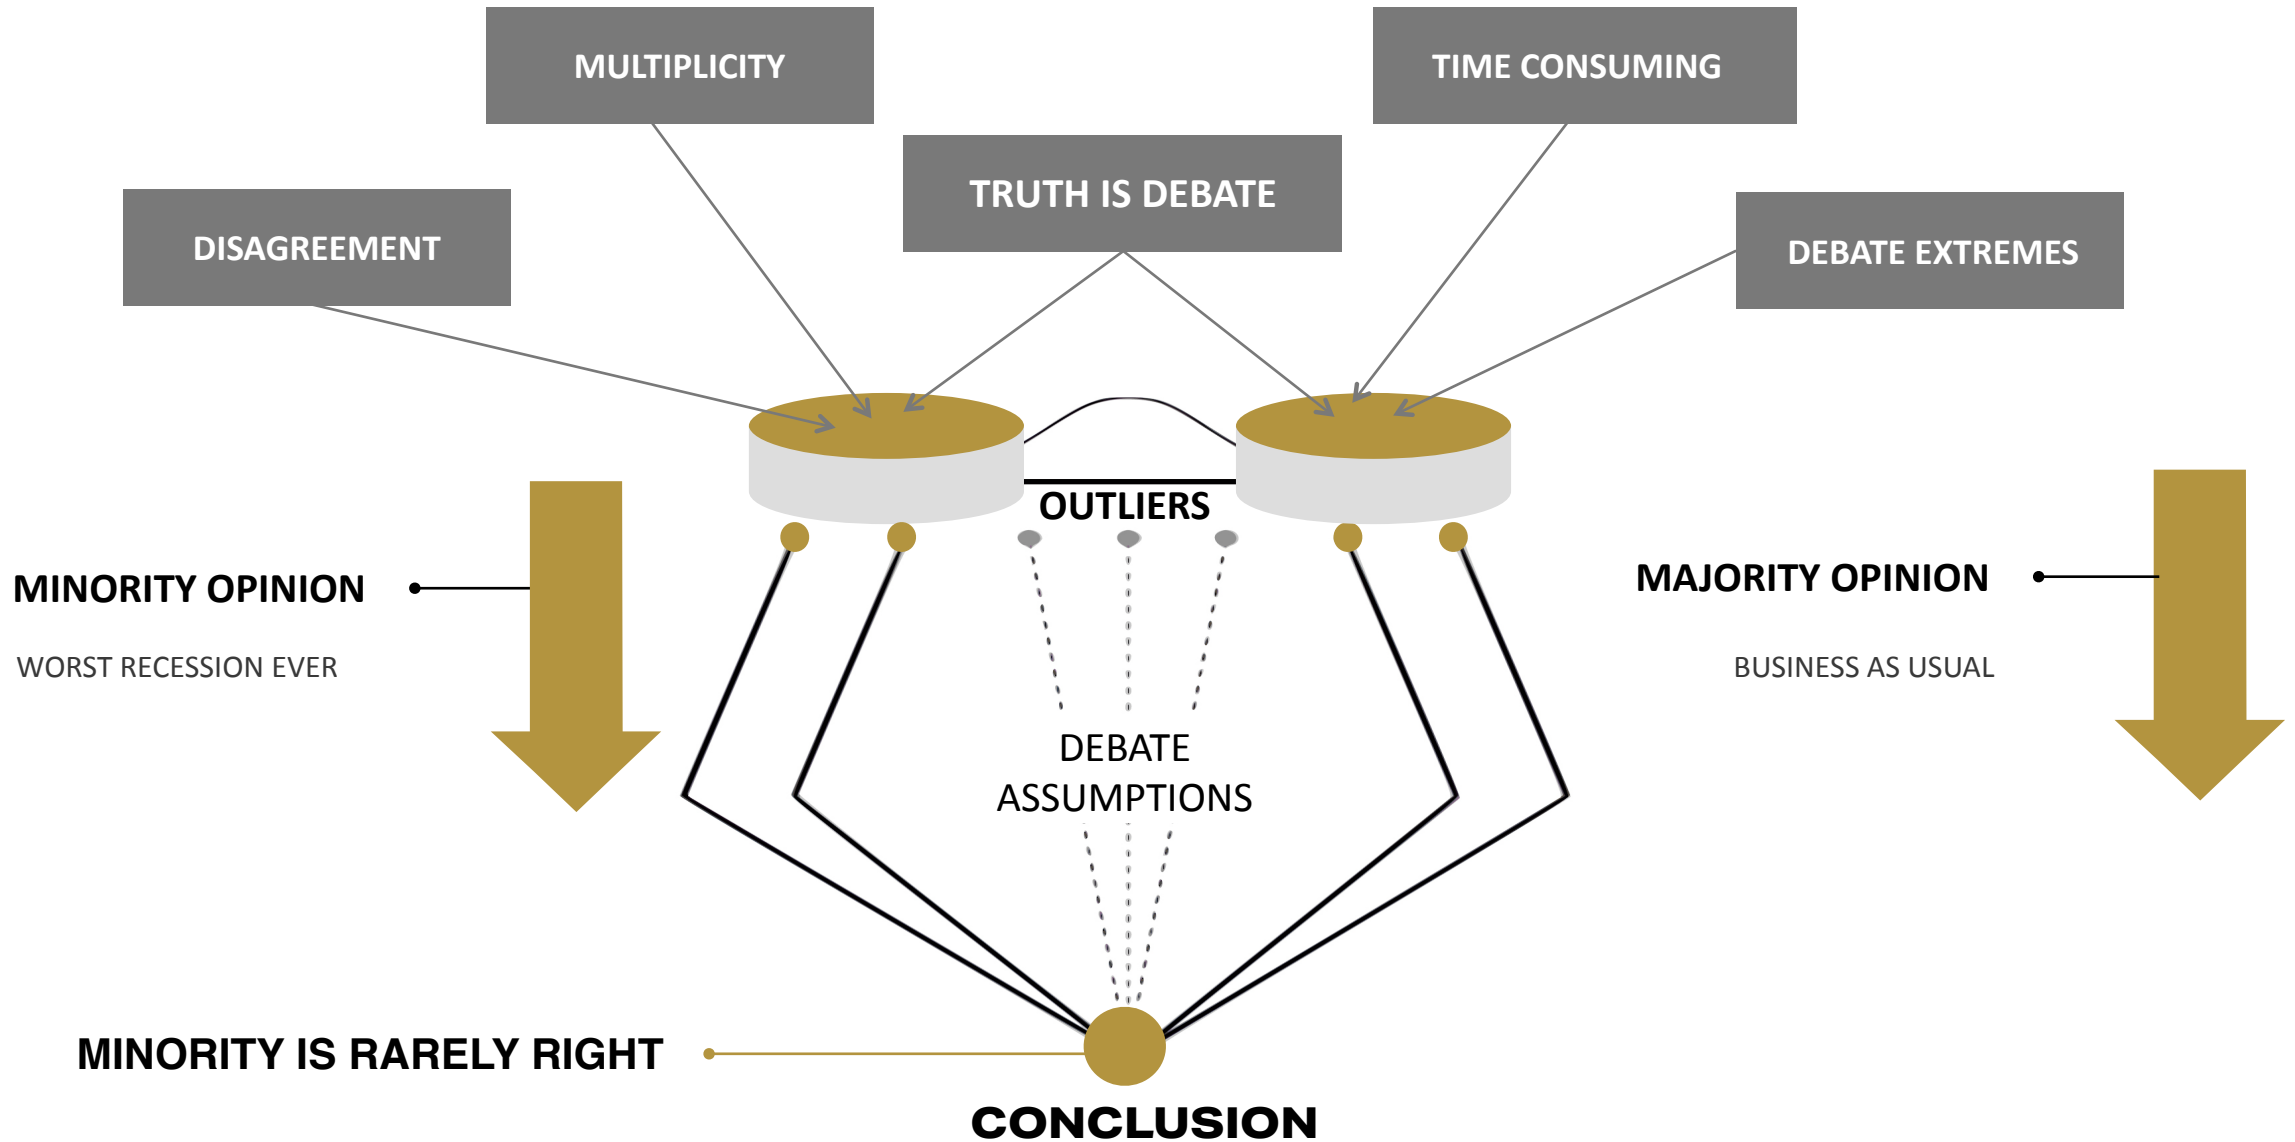 MULTIPLICITY
TIME CONSUMING
TRUTH IS DEBATE
DISAGREEMENT
DEBATE EXTREMES
OUTLIERS
MINORITY OPINION
MAJORITY OPINION
WORST RECESSION EVER
BUSINESS AS USUAL
DEBATE
ASSUMPTIONS
MINORITY IS RARELY RIGHT
CONCLUSION